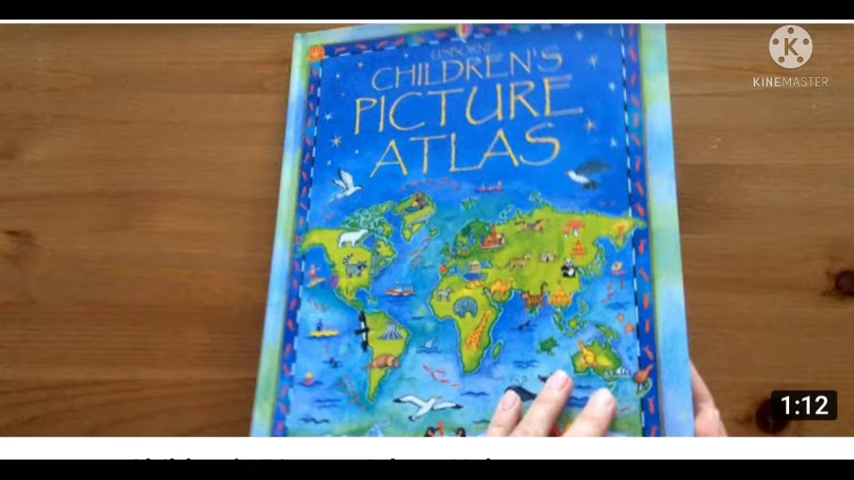 KINEMASTER
USBORNE
CHILDREN'S
PICTURE
ATLAS
1:12